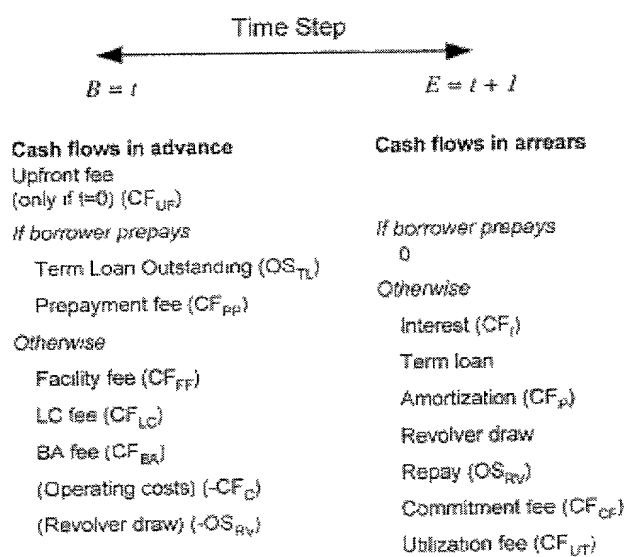 Time Step
B = t
E = t + 1
Cash flows in advance
Upfront fee
(only if t=0) (CF_UF)
If borrower prepays
Term Loan Outstanding (OS_TL)
Prepayment fee (CF_PP)
Otherwise
Facility fee (CF_FF)
LC fee (CF_LC)
BA fee (CF_BA)
(Operating costs) (-CF_C)
(Revolver draw) (-OS_RV)
Cash flows in arrears
If borrower prepays
0
Otherwise
Interest (CF_I)
Term loan
Amortization (CF_P)
Revolver draw
Repay (OS_RV)
Commitment fee (CF_CF)
Utilization fee (CF_UT)